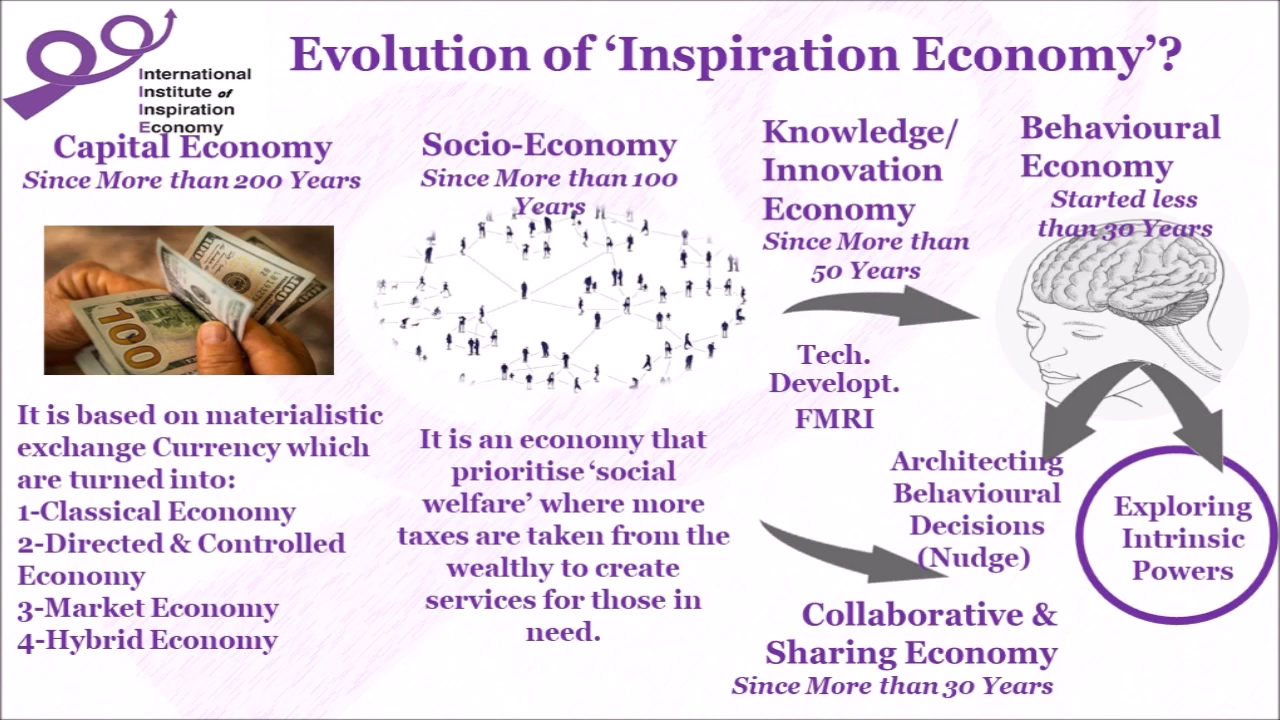 International
Institute of
Inspiration
Economy
Evolution of ‘Inspiration Economy’?
Capital Economy
Since More than 200 Years
100
100
100
It is based on materialistic
exchange Currency which
are turned into:
1-Classical Economy
2-Directed & Controlled
Economy
3-Market Economy
4-Hybrid Economy
Socio-Economy
Since More than 100
Years
It is an economy that
prioritise ‘social
welfare’ where more
taxes are taken from the
wealthy to create
services for those in
need.
Knowledge/
Innovation
Economy
Since More than
50 Years
Tech.
Developt.
FMRI
Behavioural
Economy
Started less
than 30 Years
Architecting
Behavioural
Decisions
(Nudge)
Exploring
Intrinsic
Powers
Collaborative &
Sharing Economy
Since More than 30 Years